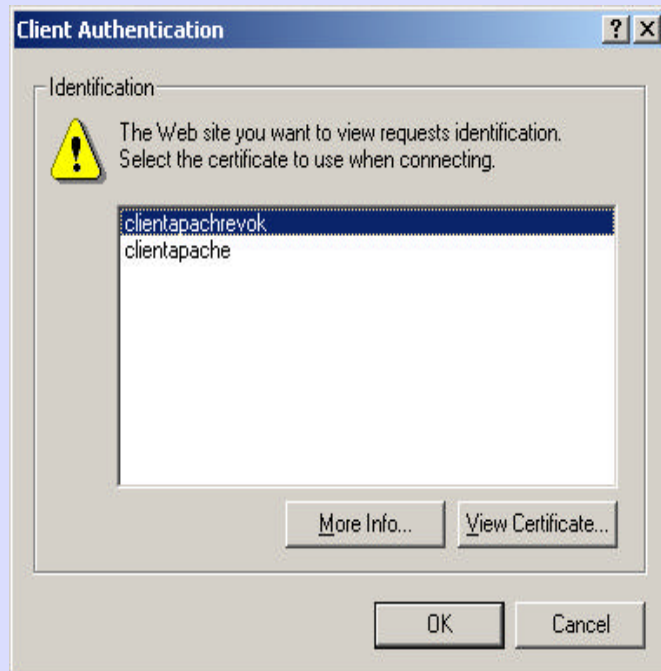 Client Authentication
Identification
The Web site you want to view requests identification.
Select the certificate to use when connecting.
clientapachrevok
clientapache
More Info... View Certificate...
OK Cancel